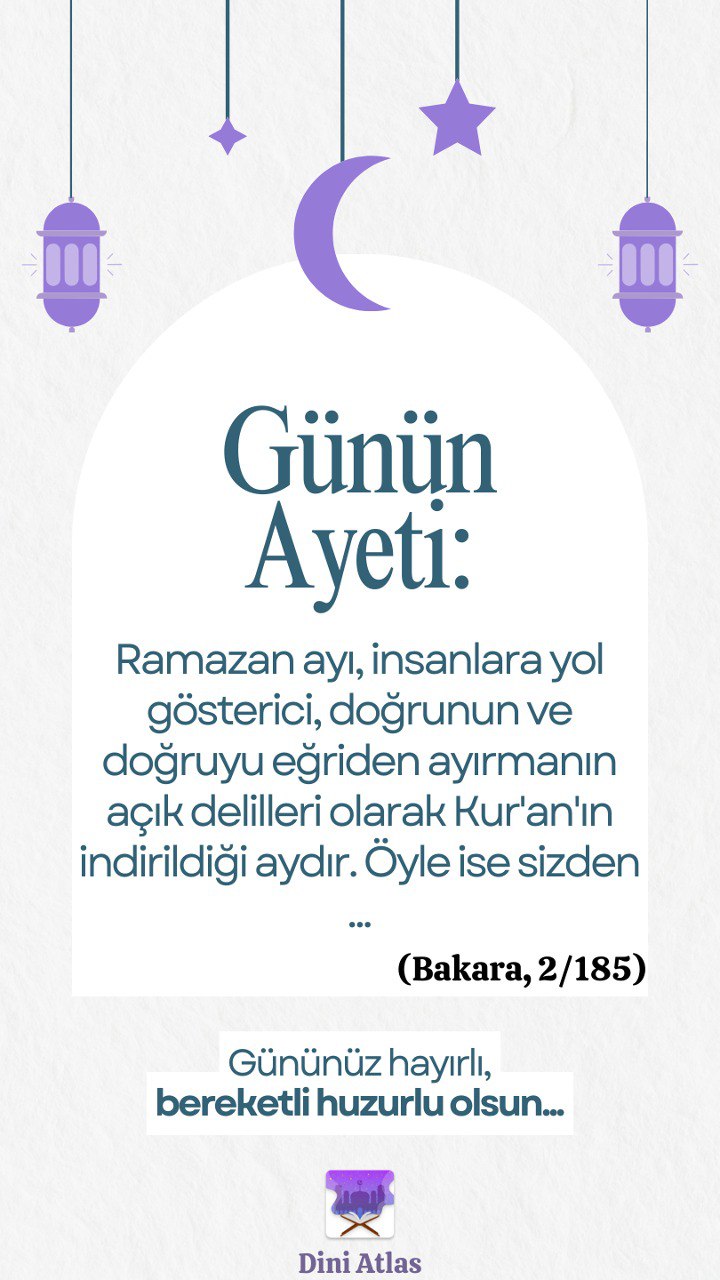 Günün
Ayeti:
Ramazan ayı, insanlara yol
gösterici, doğrunun ve
doğruyu eğriden ayırmanın
açık delilleri olarak Kur'an'ın
indirildiği aydır. Öyle ise sizden
...
(Bakara, 2/185)
Gününüz hayırlı,
bereketli huzurlu olsun...
Dini Atlas